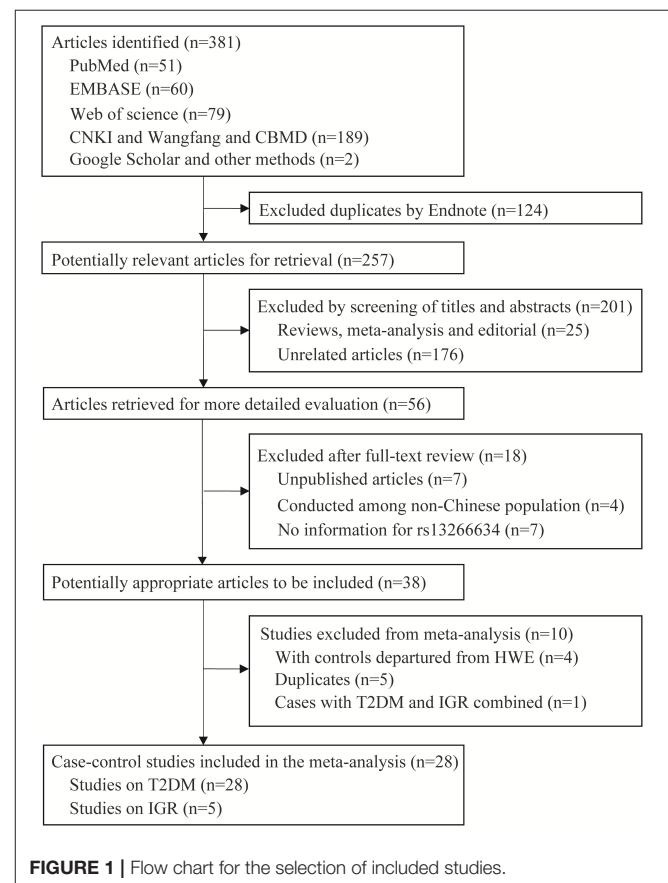 Articles identified (n=381)
PubMed (n=51)
EMBASE (n=60)
Web of science (n=79)
CNKI and Wangfang and CBMD (n=189)
Google Scholar and other methods (n=2)
Excluded duplicates by Endnote (n=124)
Potentially relevant articles for retrieval (n=257)
Excluded by screening of titles and abstracts (n=201)
Reviews, meta-analysis and editorial (n=25)
Unrelated articles (n=176)
Articles retrieved for more detailed evaluation (n=56)
Excluded after full-text review (n=18)
Unpublished articles (n=7)
Conducted among non-Chinese population (n=4)
No information for rs13266634 (n=7)
Potentially appropriate articles to be included (n=38)
Studies excluded from meta-analysis (n=10)
With controls departured from HWE (n=4)
Duplicates (n=5)
Cases with T2DM and IGR combined (n=1)
Case-control studies included in the meta-analysis (n=28)
Studies on T2DM (n=28)
Studies on IGR (n=5)
FIGURE 1 | Flow chart for the selection of included studies.